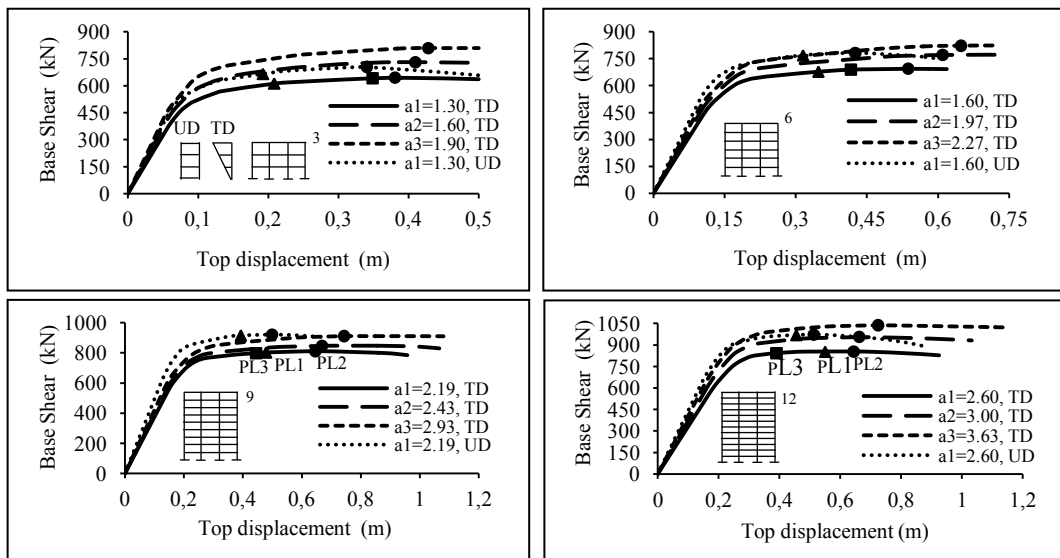 900
750
600
450
300
150
0
Base Shear (kN)
UD TD
3
a1=1.30, TD
a2=1.60, TD
a3=1.90, TD
a1=1.30, UD
0 0,1 0,2 0,3 0,4 0,5
Top displacement (m)
900
750
600
450
300
150
0
Base Shear (kN)
6
a1=1.60, TD
a2=1.97, TD
a3=2.27, TD
a1=1.60, UD
0 0,15 0,3 0,45 0,6 0,75
Top displacement (m)
1000
800
600
400
200
0
Base Shear (kN)
PL3 PL1 PL2
9
a1=2.19, TD
a2=2.43, TD
a3=2.93, TD
a1=2.19, UD
0 0,2 0,4 0,6 0,8 1 1,2
Top displacement (m)
1050
900
750
600
450
300
150
0
Base Shear (kN)
PL3 PL1 PL2
12
a1=2.60, TD
a2=3.00, TD
a3=3.63, TD
a1=2.60, UD
0 0,2 0,4 0,6 0,8 1 1,2
Top displacement (m)